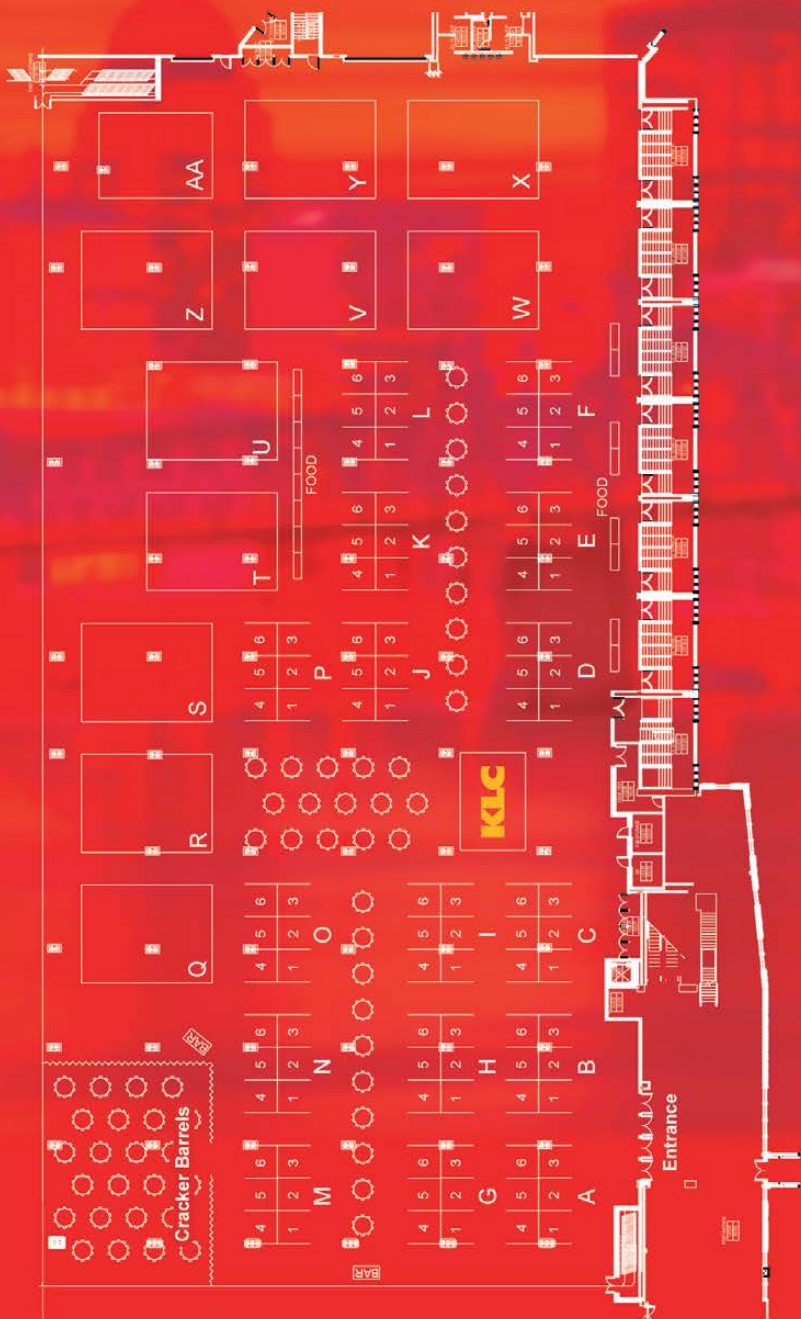 Cracker Barrels
BAR
Q
R
S
Z
AA
4 5 6 4 5 6 4 5 6 4 5 6
1 2 3 1 2 3 1 2 3 1 2 3
M N O P
T
U
FOOD
V
Y
BAR
4 5 6 4 5 6 4 5 6
1 2 3 1 2 3 1 2 3
J K L
4 5 6 4 5 6 4 5 6
1 2 3 1 2 3 1 2 3
G H I
KLC
W
X
4 5 6 4 5 6 4 5 6 4 5 6 4 5 6 4 5 6
1 2 3 1 2 3 1 2 3 1 2 3 1 2 3 1 2 3
A B C D E F
FOOD
Entrance